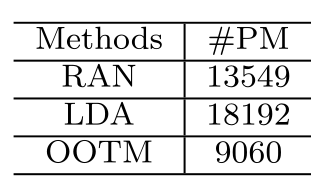 Methods #PM
RAN 13549
LDA 18192
OOTM 9060